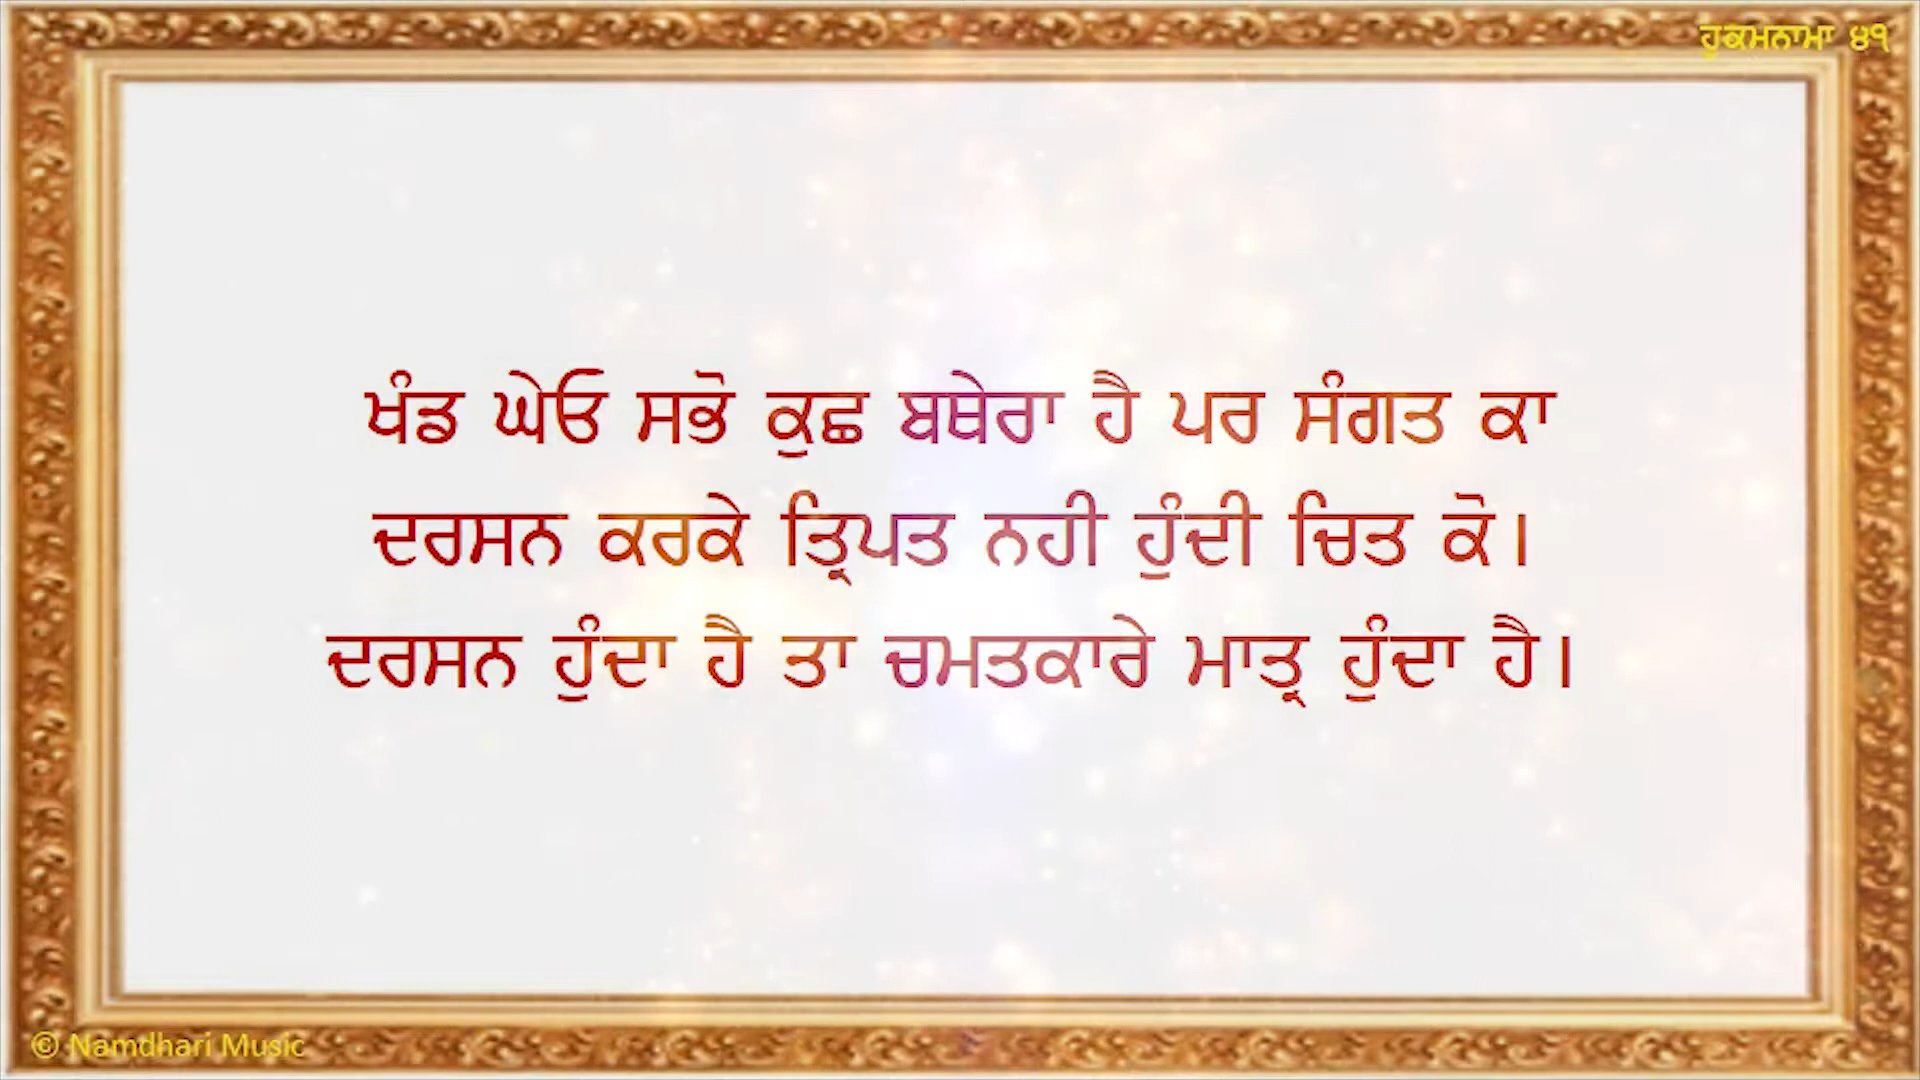 ਹੁਕਮਨਾਮਾ ੪੧
ਖੰਡ ਘੇਓ ਸਭੋ ਕੁਛ ਬਥੇਰਾ ਹੈ ਪਰ ਸੰਗਤ ਕਾ
ਦਰਸਨ ਕਰਕੇ ਤ੍ਰਿਪਤ ਨਹੀ ਹੁੰਦੀ ਚਿਤ ਕੋ।
ਦਰਸਨ ਹੁੰਦਾ ਹੈ ਤਾ ਚਮਤਕਾਰੇ ਮਾਤ੍ਰ ਹੁੰਦਾ ਹੈ।
© Namdhari Music